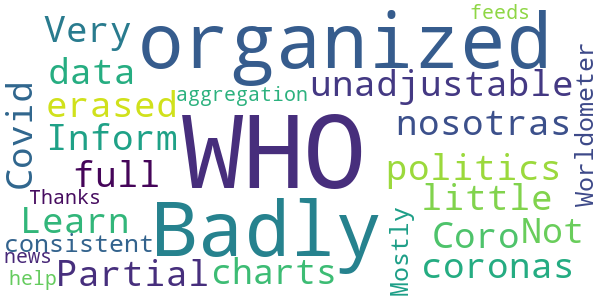 feeds
Very
organized
data
unadjustable
Worldometer
Covid
erased
aggregation
WHO
nosotras
Inform
full
politics
Thanks
little
Learn
Badly
Mostly
Coro
Not
consistent
news
Partial
charts
coronas
help